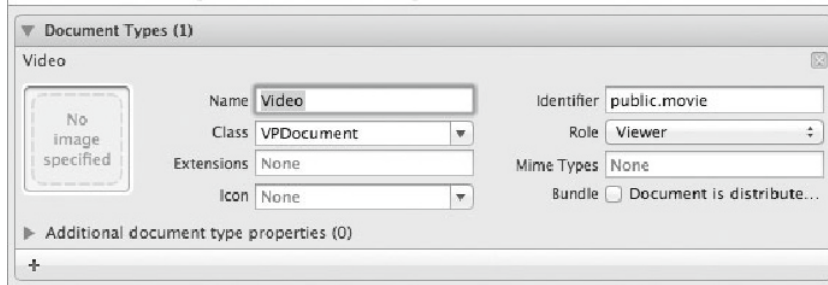 Document Types (1)
Video
No
image
specified
Name Video
Class VPDocument
Extensions None
Icon None
Identifier public.movie
Role Viewer
Mime Types None
Bundle Document is distribute...
Additional document type properties (0)
+